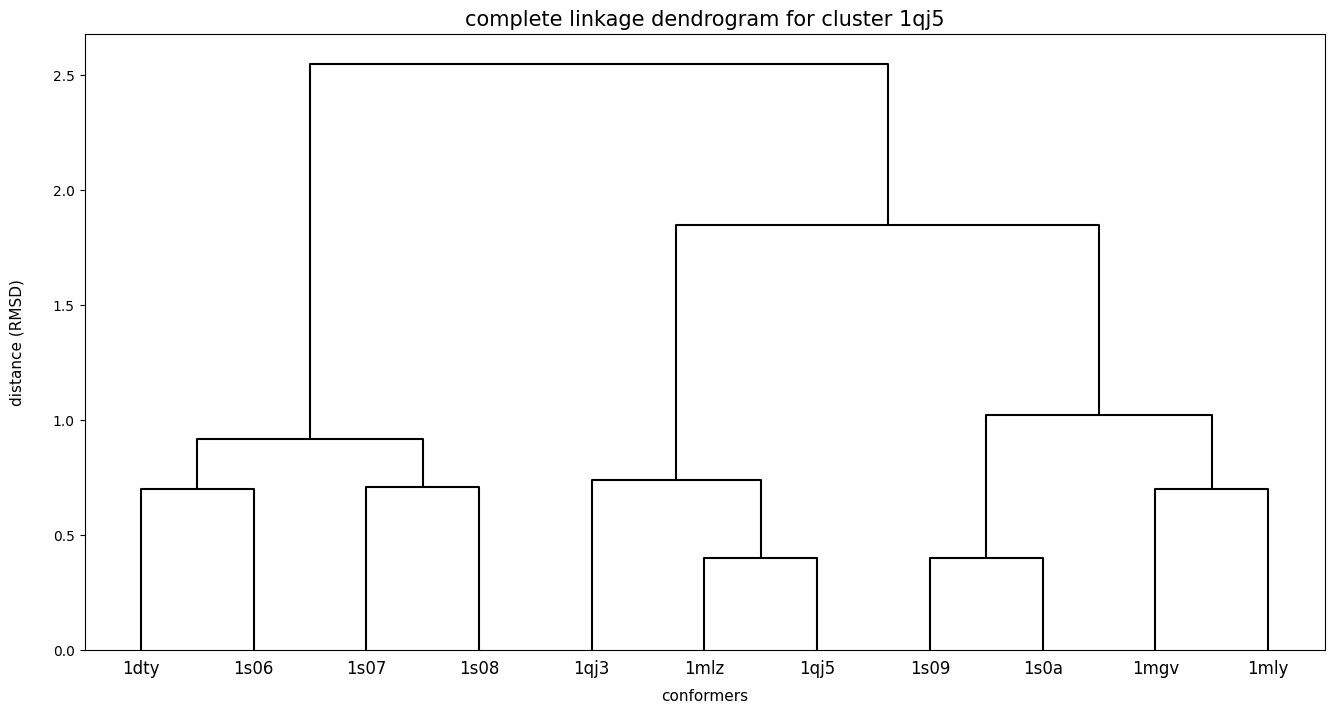 complete linkage dendrogram for cluster 1qj5
2.5
2.0
1.5
1.0
0.5
0.0
distance (RMSD)
1dty 1s06 1s07 1s08 1qj3 1mlz 1qj5 1s09 1s0a 1mgv 1mly
conformers